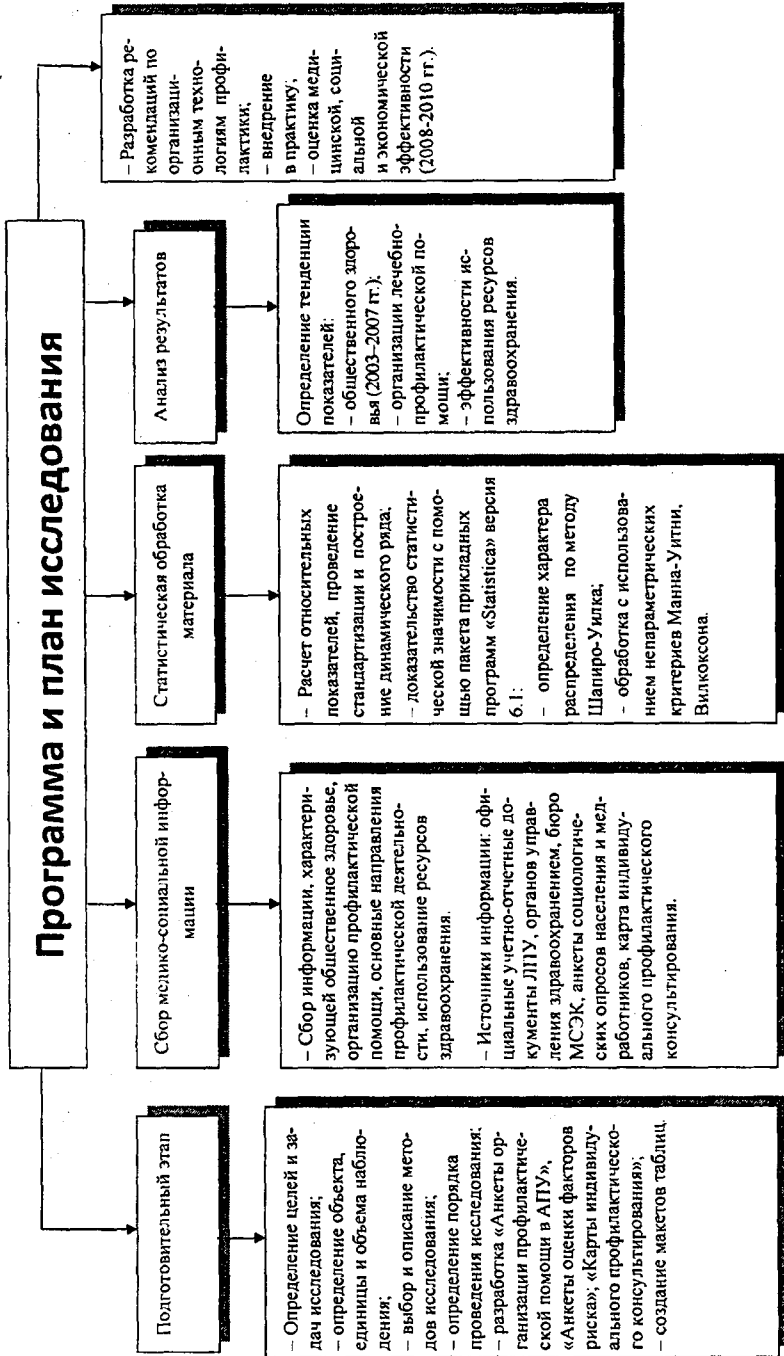 Программа и план исследования
Подготовительный этап
– Определение целей и за-
дач исследования;
– определение объекта,
единицы и объема наблю-
дения;
– выбор и описание мето-
дов исследования;
– определение порядка
проведения исследования;
– разработка «Анкеты ор-
ганизации профилактиче-
ской помощи в АПУ»,
«Анкеты оценки факторов
риска»; «Карты индивиду-
ального профилактическо-
го консультирования»;
– создание макетов таблиц.
Сбор медико-социальной инфор-
мации
– Сбор информации, характери-
зующей общественное здоровье,
организацию профилактической
помощи, основные направления
профилактической деятельно-
сти, использование ресурсов
здравоохранения.
– Источники информации: офи-
циальные учетно-отчетные до-
кументы ЛПУ, органов управ-
ления здравоохранением, бюро
МСЭК, анкеты социологиче-
ских опросов населения и мед-
работников, карта индивиду-
ального профилактического
консультирования.
Статистическая обработка
материала
– Расчет относительных
показателей, проведение
стандартизации и построе-
ние динамического ряда;
– доказательство статисти-
ческой значимости с помо-
щью пакета прикладных
программ «Statistica» версия
6.1:
– определение характера
распределения по методу
Шапиро-Уилка;
– обработка с использова-
нием непараметрических
критериев Манна-Уитни,
Вилкоксона.
Анализ результатов
Определение тенденции
показателей:
– общественного здоро-
вья (2003–2007 гг.);
– организации лечебно-
профилактической по-
мощи;
– эффективности ис-
пользования ресурсов
здравоохранения.
– Разработка ре-
комендаций по
организаци-
онным техно-
логиям профи-
лактики;
– внедрение
в практику;
– оценка меди-
цинской, соци-
альной
и экономической
эффективности
(2008-2010 гг.).